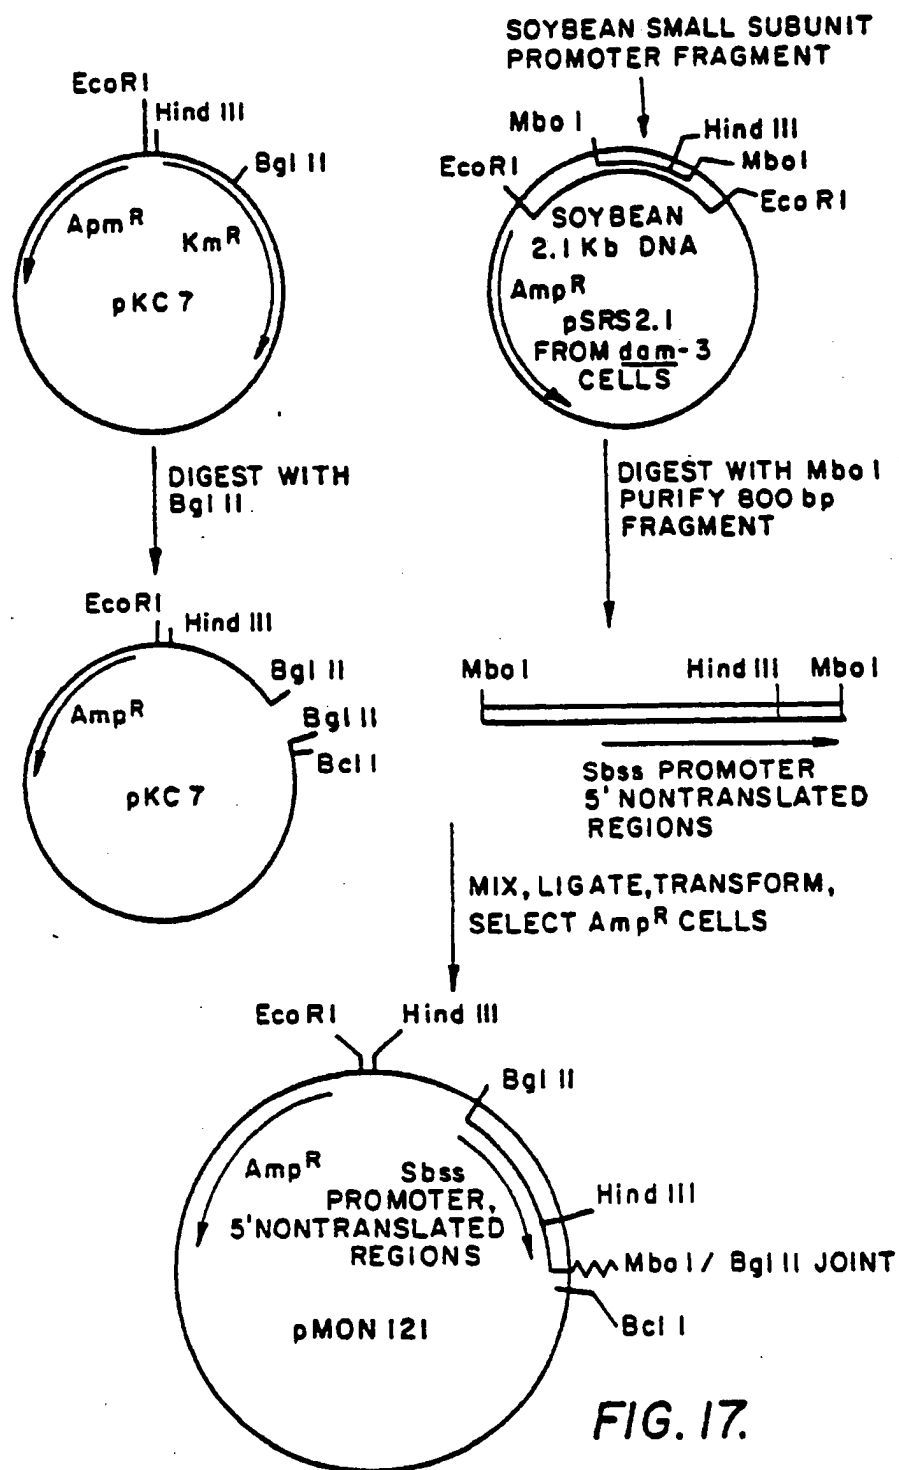 SOYBEAN SMALL SUBUNIT
PROMOTER FRAGMENT
EcoRI
Hind III
Bgl II
Apm^R
Km^R
pKC 7
Mbo I
Hind III
MboI
EcoRI
Eco RI
SOYBEAN
2.1 Kb DNA
Amp^R
pSRS2.1
FROM dam-3
CELLS
DIGEST WITH
Bgl II
DIGEST WITH Mbo I
PURIFY 800 bp
FRAGMENT
EcoRI
Hind III
Bgl II
Amp^R
Bgl II
Bcl I
pKC 7
Mbo I
Hind III
Mbo I
Sbss PROMOTER
5' NONTRANSLATED
REGIONS
MIX, LIGATE, TRANSFORM,
SELECT Amp^R CELLS
Eco RI
Hind III
Bgl II
Amp^R
Sbss
PROMOTER,
5' NONTRANSLATED
REGIONS
Hind III
Mbo I / Bgl II JOINT
Bcl I
pMON 121
FIG. 17.